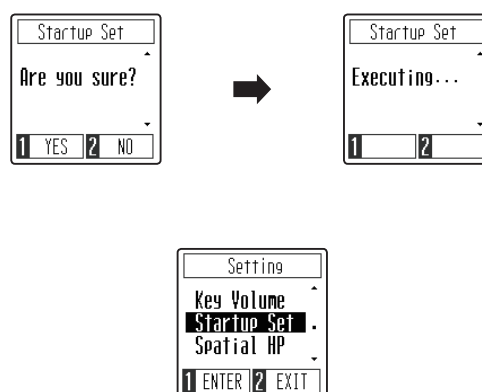 Startup Set
Are you sure?
1 YES 2 NO
Startup Set
Executing···
1 2
Setting
Key Volume
Startup Set
Spatial HP
1 ENTER 2 EXIT